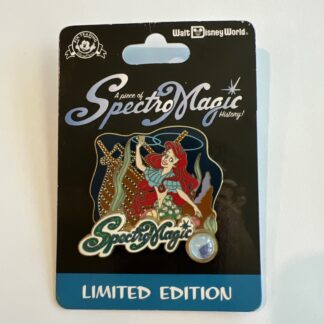 Walt Disney World®
A piece of
SpectroMagic
History!
SpectroMagic
LIMITED EDITION